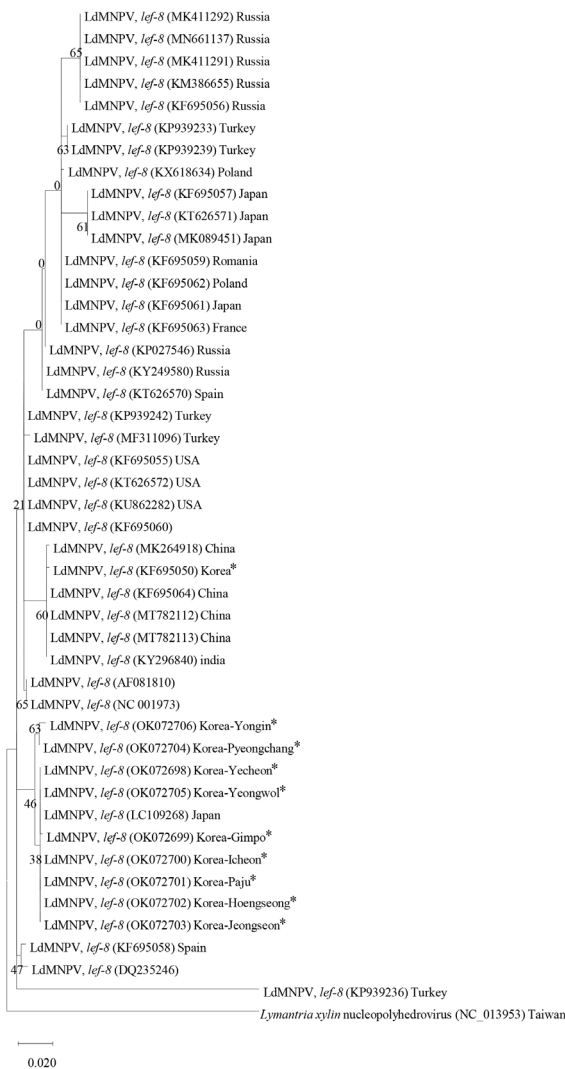 LdMNPV, lef-8 (MK411292) Russia
LdMNPV, lef-8 (MN661137) Russia
65
LdMNPV, lef-8 (MK411291) Russia
LdMNPV, lef-8 (KM386655) Russia
LdMNPV, lef-8 (KF695056) Russia
LdMNPV, lef-8 (KP939233) Turkey
63 LdMNPV, lef-8 (KP939239) Turkey
LdMNPV, lef-8 (KX618634) Poland
0
LdMNPV, lef-8 (KF695057) Japan
LdMNPV, lef-8 (KT626571) Japan
61
LdMNPV, lef-8 (MK089451) Japan
0
LdMNPV, lef-8 (KF695059) Romania
LdMNPV, lef-8 (KF695062) Poland
LdMNPV, lef-8 (KF695061) Japan
0
LdMNPV, lef-8 (KF695063) France
LdMNPV, lef-8 (KP027546) Russia
LdMNPV, lef-8 (KY249580) Russia
LdMNPV, lef-8 (KT626570) Spain
LdMNPV, lef-8 (KP939242) Turkey
LdMNPV, lef-8 (MF311096) Turkey
LdMNPV, lef-8 (KF695055) USA
LdMNPV, lef-8 (KT626572) USA
21 LdMNPV, lef-8 (KU862282) USA
LdMNPV, lef-8 (KF695060)
LdMNPV, lef-8 (MK264918) China
LdMNPV, lef-8 (KF695050) Korea*
LdMNPV, lef-8 (KF695064) China
60 LdMNPV, lef-8 (MT782112) China
LdMNPV, lef-8 (MT782113) China
LdMNPV, lef-8 (KY296840) india
LdMNPV, lef-8 (AF081810)
65 LdMNPV, lef-8 (NC 001973)
63 LdMNPV, lef-8 (OK072706) Korea-Yongin*
LdMNPV, lef-8 (OK072704) Korea-Pyeongchang*
LdMNPV, lef-8 (OK072698) Korea-Yecheon*
LdMNPV, lef-8 (OK072705) Korea-Yeongwol*
46
LdMNPV, lef-8 (LC109268) Japan
LdMNPV, lef-8 (OK072699) Korea-Gimpo*
38 LdMNPV, lef-8 (OK072700) Korea-Icheon*
LdMNPV, lef-8 (OK072701) Korea-Paju*
LdMNPV, lef-8 (OK072702) Korea-Hoengseong*
LdMNPV, lef-8 (OK072703) Korea-Jeongseon*
LdMNPV, lef-8 (KF695058) Spain
47 LdMNPV, lef-8 (DQ235246)
LdMNPV, lef-8 (KP939236) Turkey
Lymantria xylin nucleopolyhedrovirus (NC_013953) Taiwan
0.020